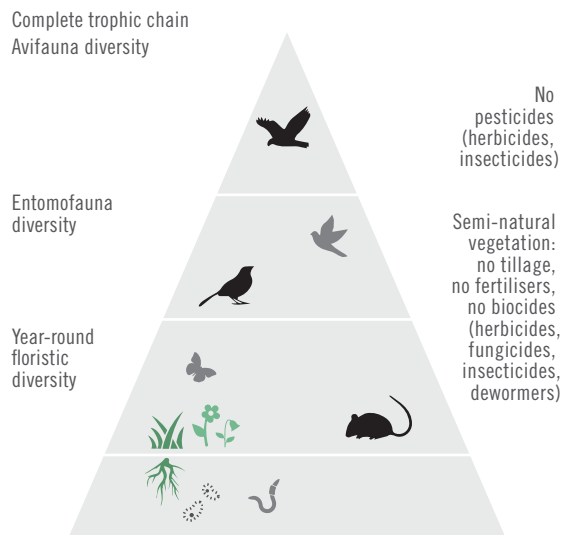 Complete trophic chain
Avifauna diversity
No
pesticides
(herbicides,
insecticides)
Entomofauna
diversity
Semi-natural
vegetation:
no tillage,
no fertilisers,
no biocides
(herbicides,
fungicides,
insecticides,
dewormers)
Year-round
floristic
diversity